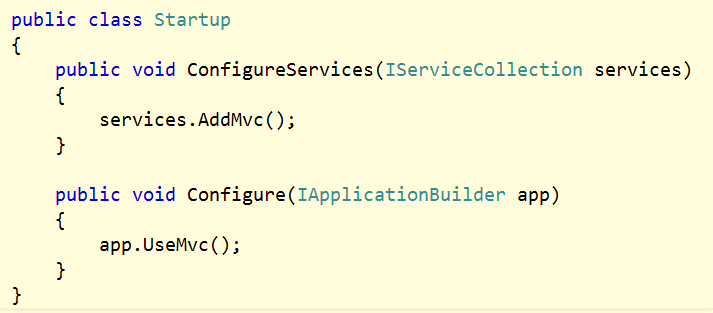 public class Startup
{
    public void ConfigureServices(IServiceCollection services)
    {
        services.AddMvc();
    }

    public void Configure(IApplicationBuilder app)
    {
        app.UseMvc();
    }
}